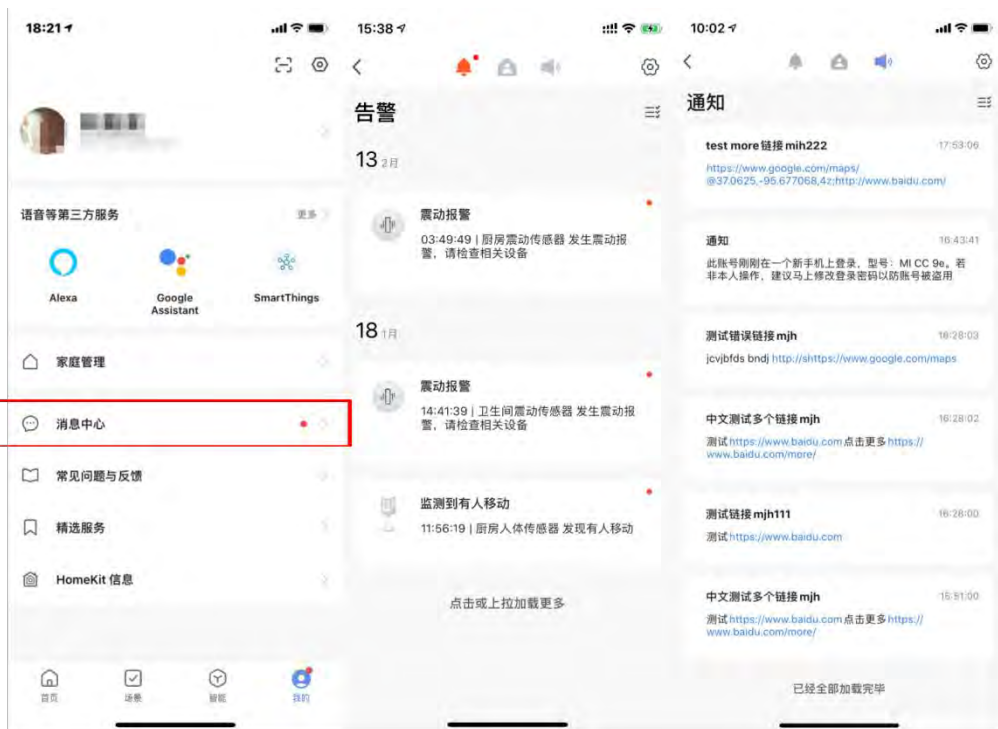 18:21
语音等第三方服务
更多
Alexa
Google
Assistant
SmartThings
家庭管理
消息中心
常见问题与反馈
精选服务
HomeKit 信息
首页
场景
智能
我的
15:38
告警
13 2月
震动报警
03:49:49 | 厨房震动传感器 发生震动报
警，请检查相关设备
18 1月
震动报警
14:41:39 | 卫生间震动传感器 发生震动报
警，请检查相关设备
监测到有人移动
11:56:19 | 厨房人体传感器 发现有人移动
点击或上拉加载更多
10:02
通知
test more 链接 mih222
17:53:06
https://www.google.com/maps/
@37.0625,-95.677068,4z;http://www.baidu.com/
通知
16:43:41
此账号刚刚在一个新手机上登录，型号：MI CC 9e。若
非本人操作，建议马上修改登录密码以防账号被盗用
测试错误链接 mjh
16:28:03
jcvjbfds bndj http://shttps://www.google.com/maps
中文测试多个链接 mjh
16:28:02
测试 https://www.baidu.com 点击更多 https://
www.baidu.com/more/
测试链接 mjh111
16:28:00
测试 https://www.baidu.com
中文测试多个链接 mjh
15:51:00
测试 https://www.baidu.com 点击更多 https://
www.baidu.com/more/
已经全部加载完毕